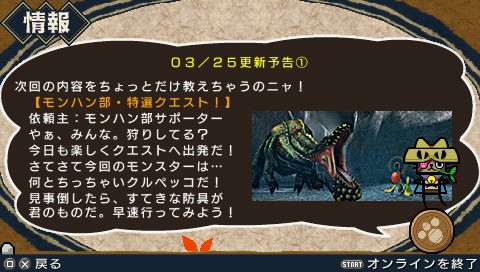 情報
03/25更新予告①
次回の内容をちょっとだけ教えちゃうのニャ!
【モンハン部・特選クエスト!】
依頼主:モンハン部サポーター
やぁ、みんな。狩りしてる?
今日も楽しくクエストへ出発だ!
さてさて今回のモンスターは…
何とちっちゃいクルペッコだ!
見事倒したら、すてきな防具が
君のものだ。早速行ってみよう!
戻る
START オンラインを終了